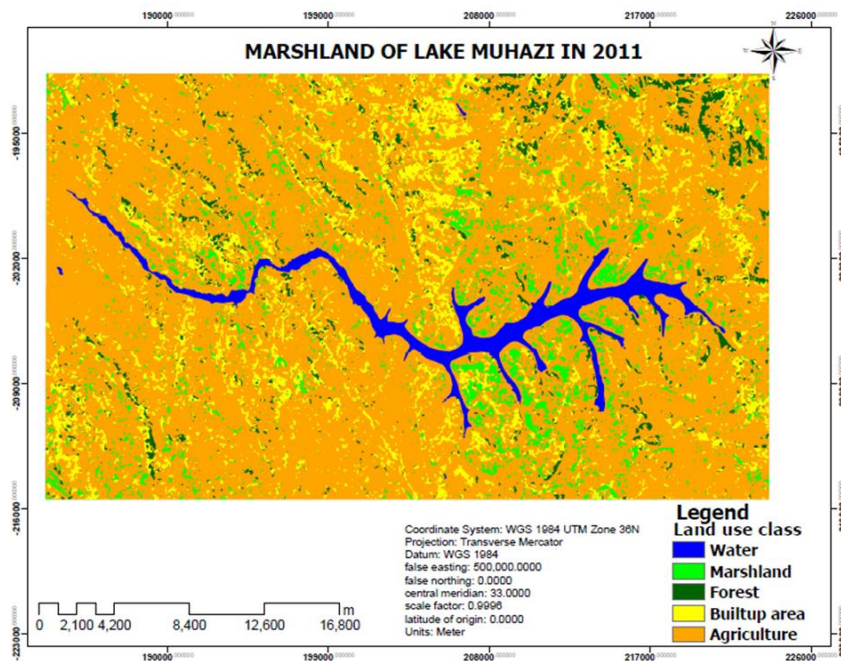 190000 199000 208000 217000 226000
MARSHLAND OF LAKE MUHAZI IN 2011
-195000
-202000
-209000
-216000
-223000
Coordinate System: WGS 1984 UTM Zone 36N
Projection: Transverse Mercator
Datum: WGS 1984
false easting: 500,000.0000
false northing: 0.0000
central meridian: 33.0000
scale factor: 0.9996
latitude of origin: 0.0000
Units: Meter
Legend
Land use class
Water
Marshland
Forest
Builtup area
Agriculture
m
0 2,100 4,200 8,400 12,600 16,800
190000 199000 208000 217000 226000